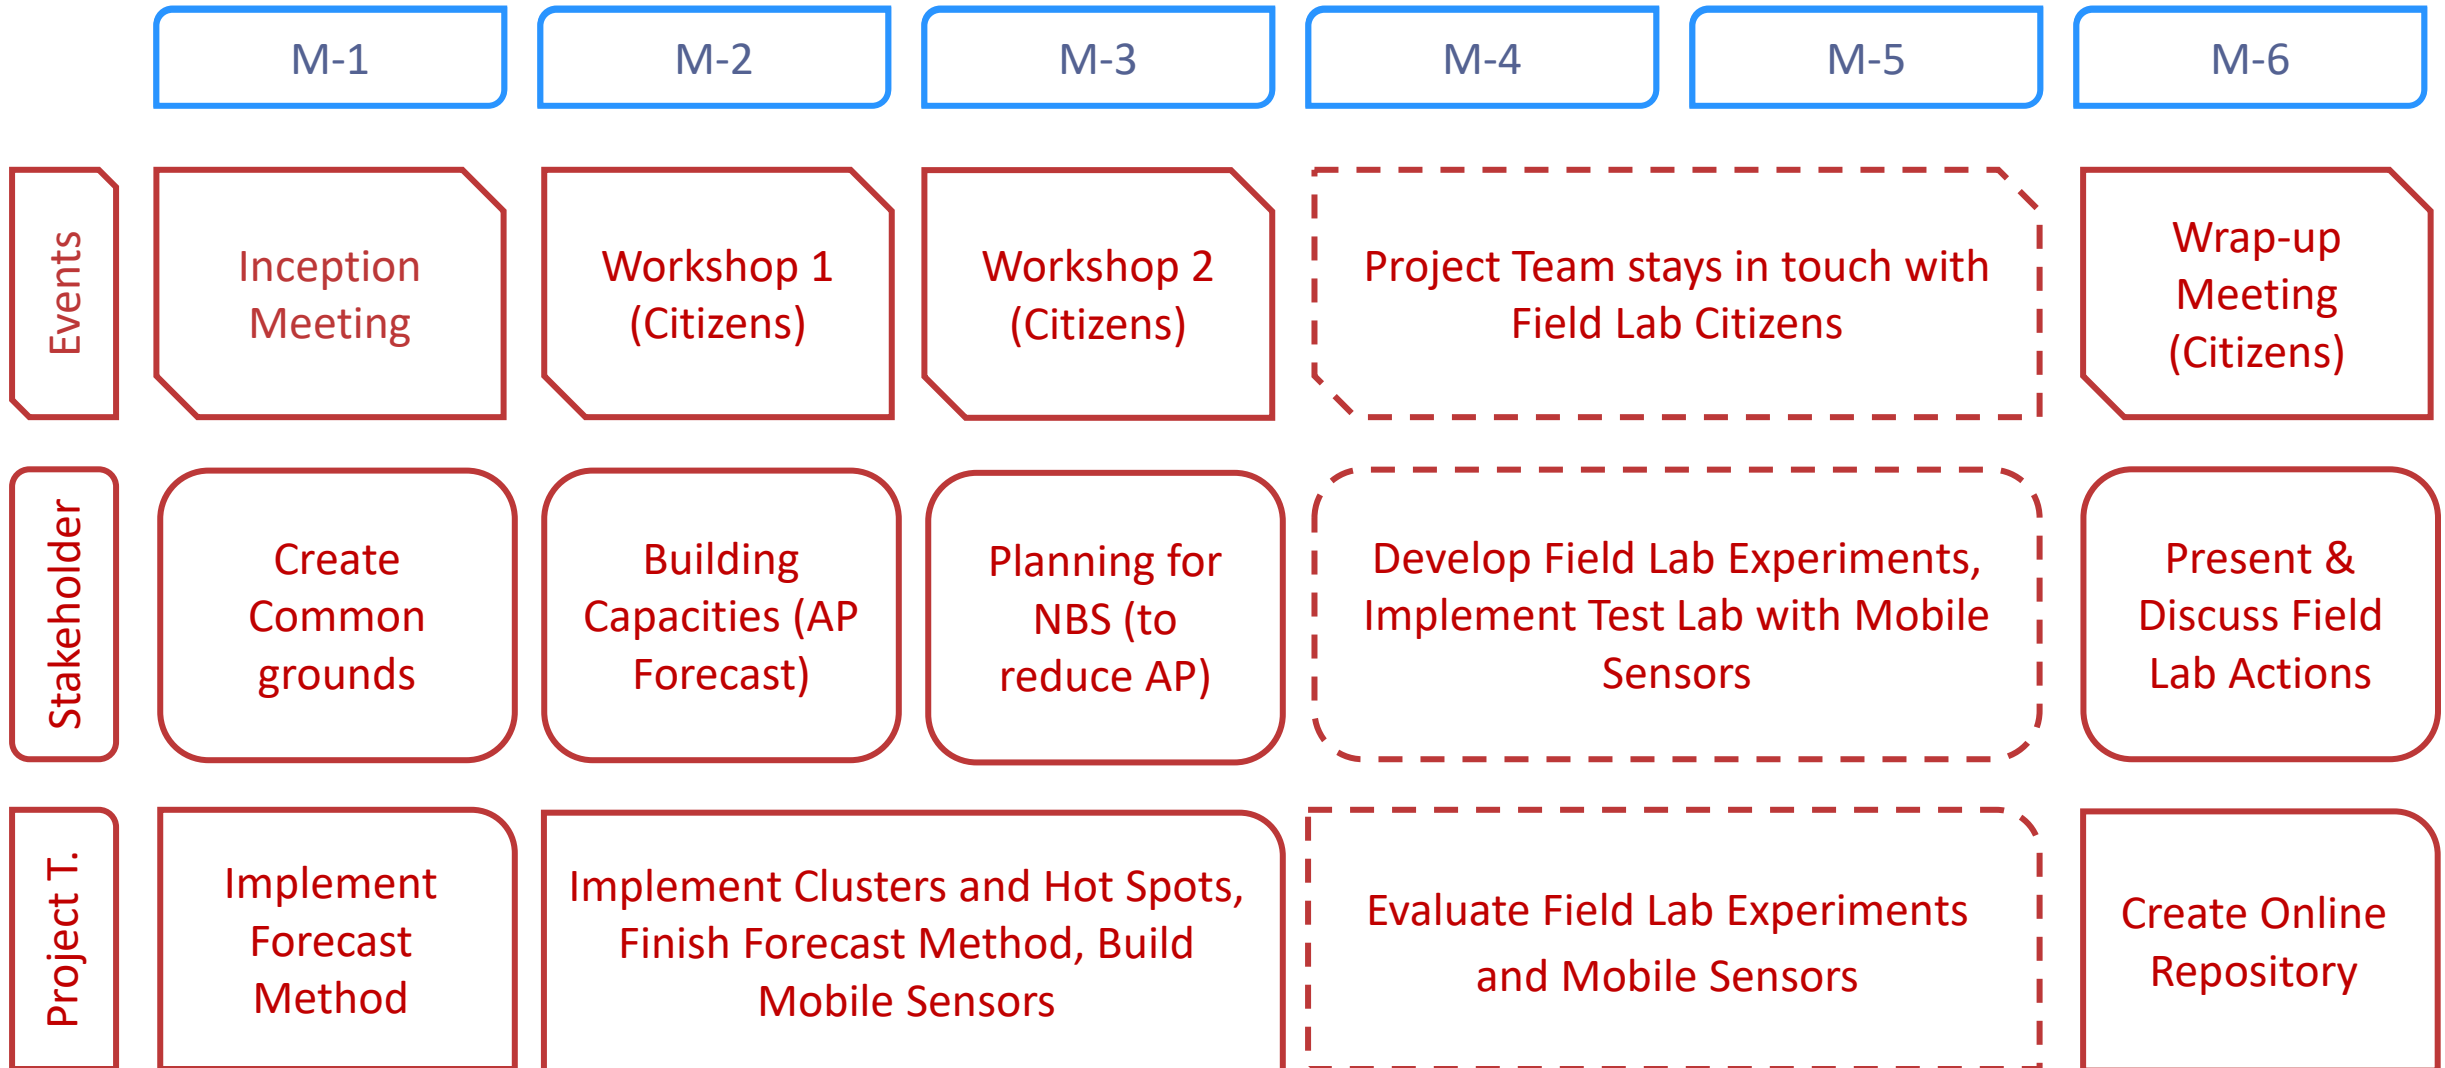 M-1
M-2
M-3
M-4
M-5
M-6
Events
Inception
Meeting
Workshop 1
(Citizens)
Workshop 2
(Citizens)
Project Team stays in touch with
Field Lab Citizens
Wrap-up
Meeting
(Citizens)
Stakeholder
Create
Common
grounds
Building
Capacities (AP
Forecast)
Planning for
NBS (to
reduce AP)
Develop Field Lab Experiments,
Implement Test Lab with Mobile
Sensors
Present &
Discuss Field
Lab Actions
Project T.
Implement
Forecast
Method
Implement Clusters and Hot Spots,
Finish Forecast Method, Build
Mobile Sensors
Evaluate Field Lab Experiments
and Mobile Sensors
Create Online
Repository